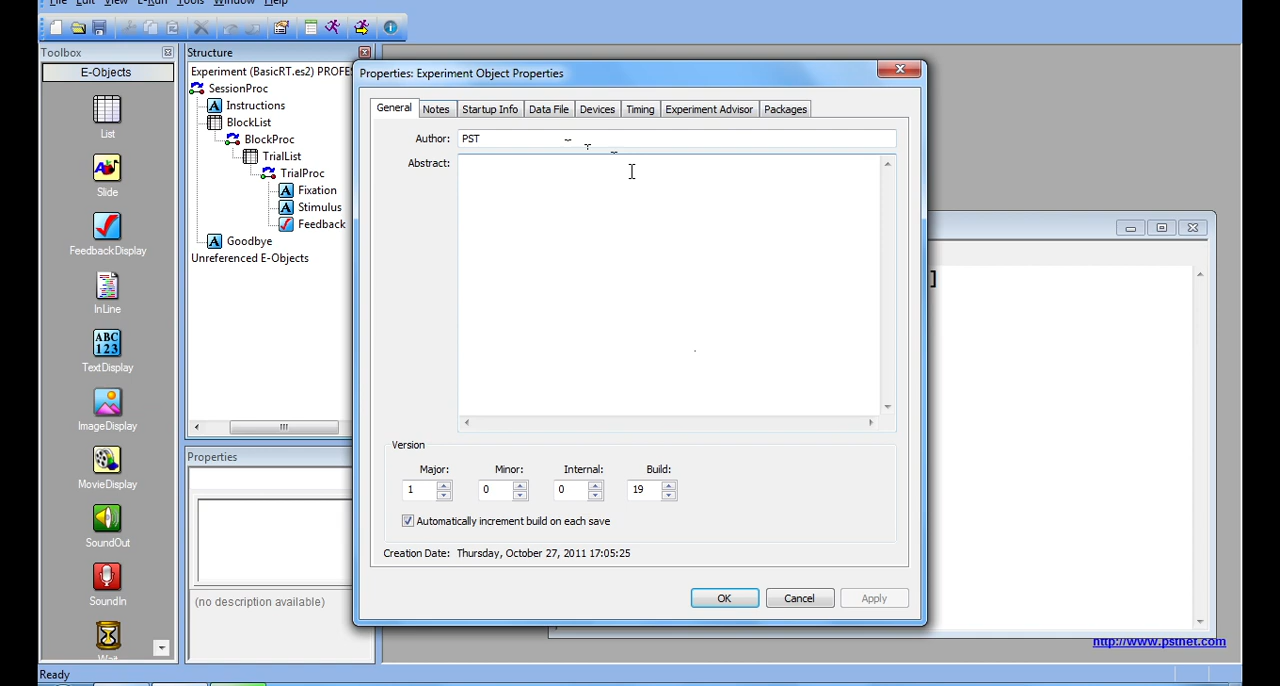 File Edit View E-Run Tools Window Help
Toolbox
E-Objects
List
Slide
FeedbackDisplay
InLine
ABC
123
TextDisplay
ImageDisplay
MovieDisplay
SoundOut
SoundIn
Wait
Structure
Experiment (BasicRT.es2) PROFE
SessionProc
Instructions
BlockList
BlockProc
TrialList
TrialProc
Fixation
Stimulus
Feedback
Goodbye
Unreferenced E-Objects
Properties
(no description available)
Properties: Experiment Object Properties
General Notes Startup Info Data File Devices Timing Experiment Advisor Packages
Author: PST
Abstract:
Version
Major: Minor: Internal: Build:
1 0 0 19
Automatically increment build on each save
Creation Date: Thursday, October 27, 2011 17:05:25
OK Cancel Apply
]
http://www.pstnet.com
Ready